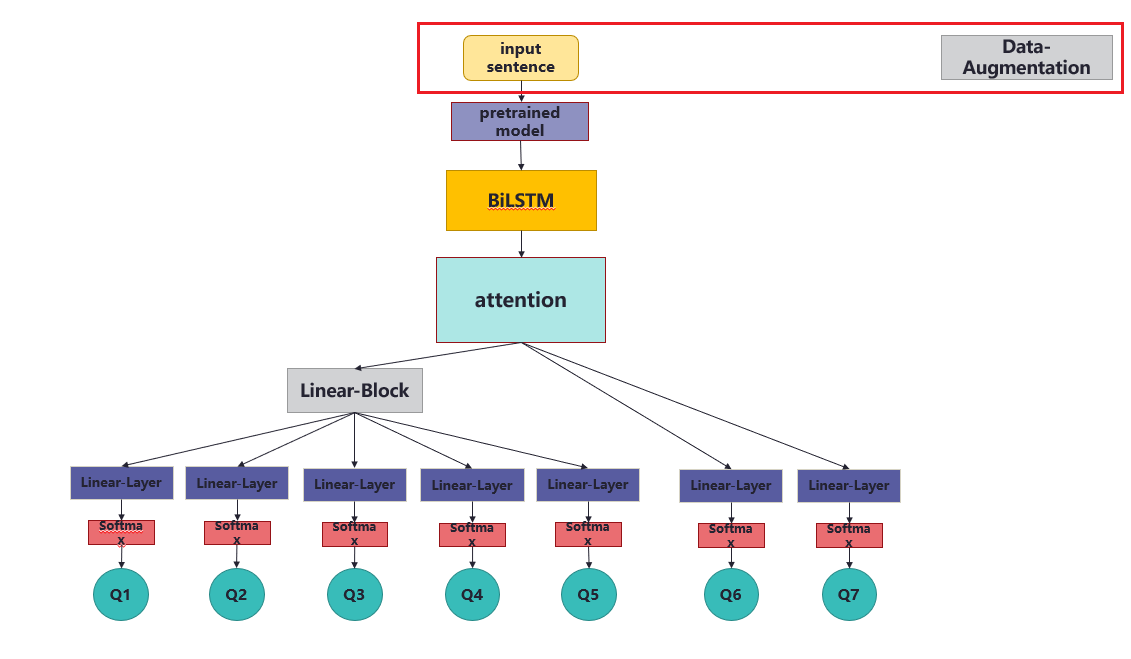 input
sentence
Data-
Augmentation
pretrained
model
BiLSTM
attention
Linear-Block
Linear-Layer
Linear-Layer
Linear-Layer
Linear-Layer
Linear-Layer
Linear-Layer
Linear-Layer
Softma
x
Softma
x
Softma
x
Softma
x
Softma
x
Softma
x
Softma
x
Q1
Q2
Q3
Q4
Q5
Q6
Q7